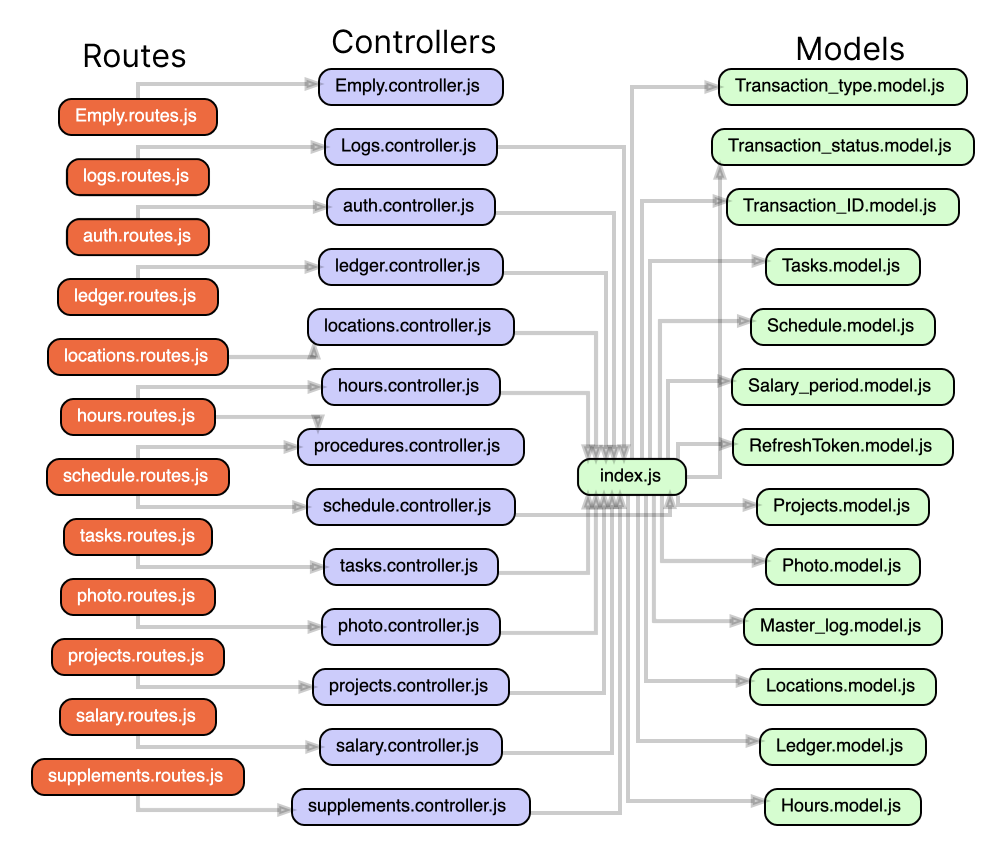 Routes
Controllers
Models
Emply.routes.js
logs.routes.js
auth.routes.js
ledger.routes.js
locations.routes.js
hours.routes.js
schedule.routes.js
tasks.routes.js
photo.routes.js
projects.routes.js
salary.routes.js
supplements.routes.js
Emply.controller.js
Logs.controller.js
auth.controller.js
ledger.controller.js
locations.controller.js
hours.controller.js
procedures.controller.js
schedule.controller.js
tasks.controller.js
photo.controller.js
projects.controller.js
salary.controller.js
supplements.controller.js
index.js
Transaction_type.model.js
Transaction_status.model.js
Transaction_ID.model.js
Tasks.model.js
Schedule.model.js
Salary_period.model.js
RefreshToken.model.js
Projects.model.js
Photo.model.js
Master_log.model.js
Locations.model.js
Ledger.model.js
Hours.model.js